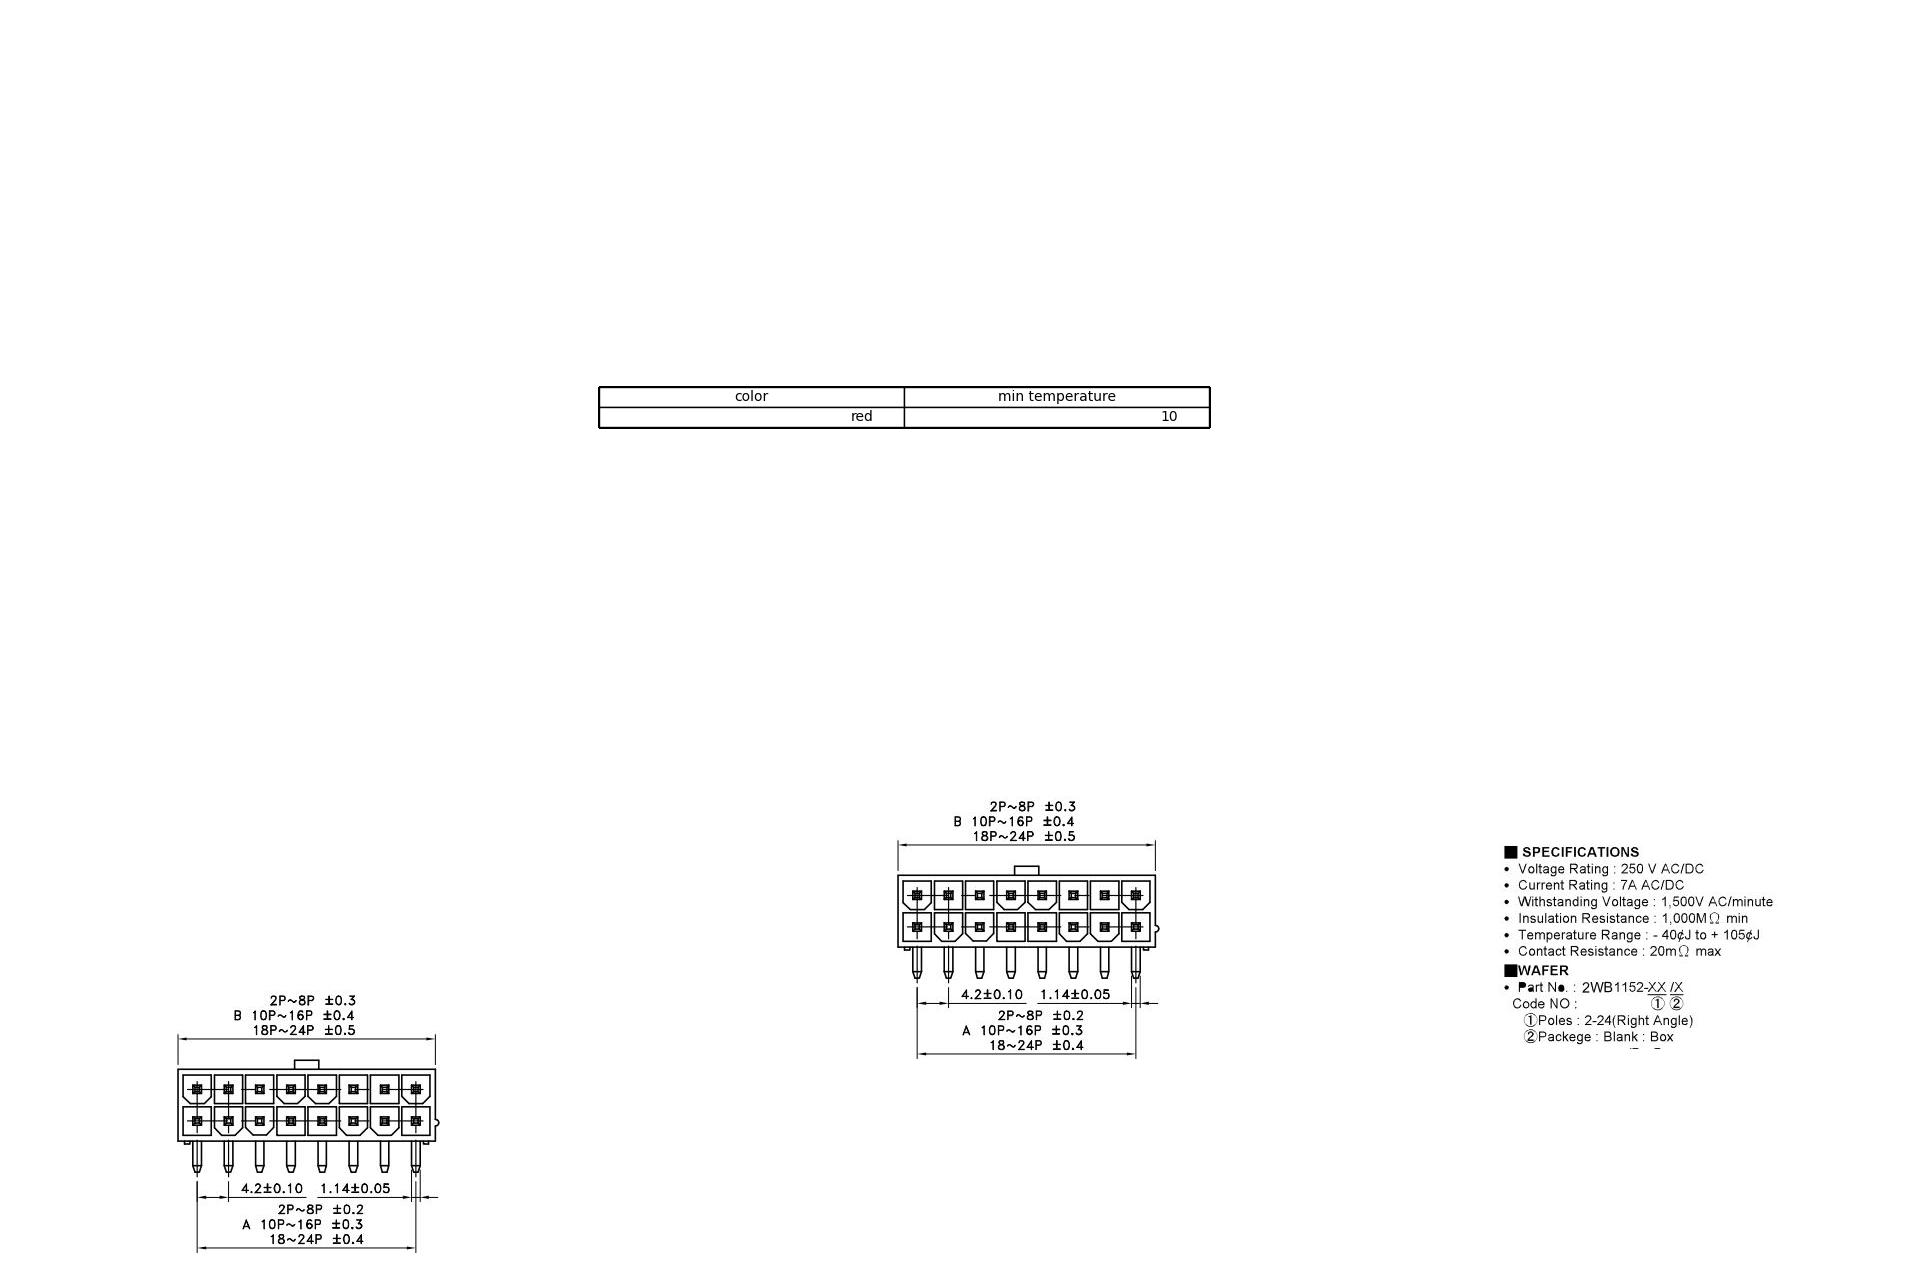 color min temperature
red 10
2P~8P ±0.3
B 10P~16P ±0.4
18P~24P ±0.5
4.2±0.10 1.14±0.05
2P~8P ±0.2
A 10P~16P ±0.3
18~24P ±0.4
■ SPECIFICATIONS
• Voltage Rating : 250 V AC/DC
• Current Rating : 7A AC/DC
• Withstanding Voltage : 1,500V AC/minute
• Insulation Resistance : 1,000MΩ min
• Temperature Range : - 40¢J to + 105¢J
• Contact Resistance : 20mΩ max
■WAFER
• Part No. : 2WB1152-XX /X
Code NO : ① ②
①Poles : 2-24(Right Angle)
②Packege : Blank : Box
2P~8P ±0.3
B 10P~16P ±0.4
18P~24P ±0.5
4.2±0.10 1.14±0.05
2P~8P ±0.2
A 10P~16P ±0.3
18~24P ±0.4